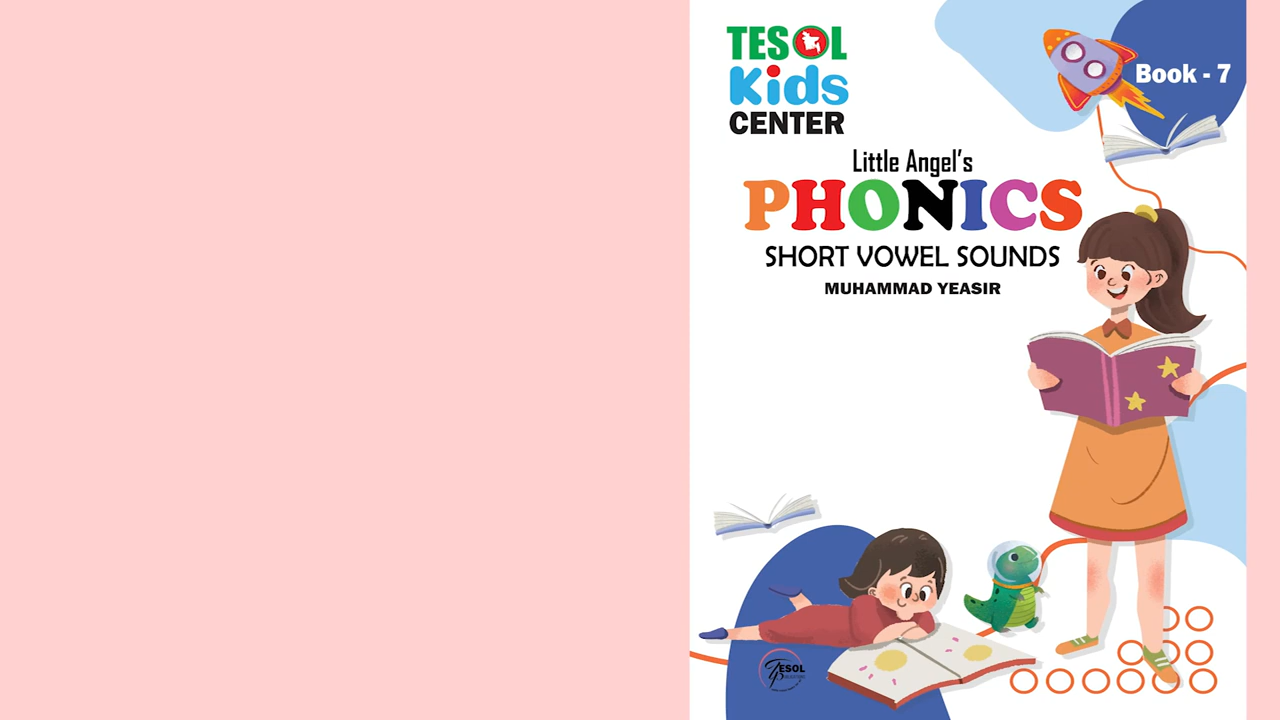 TESOL
Kids
CENTER
Book - 7
Little Angel's
PHONICS
SHORT VOWEL SOUNDS
MUHAMMAD YEASIR
TESOL